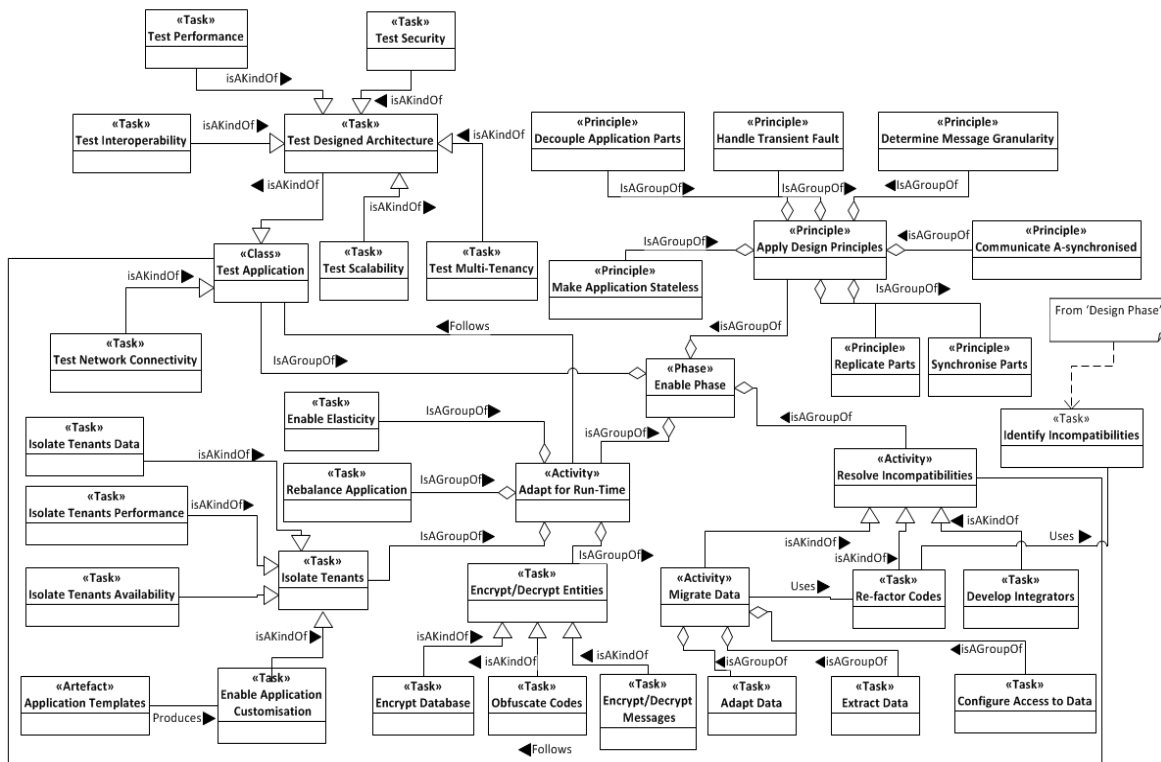 «Task»
Test Performance
«Task»
Test Security
isAKindOf ▶
◀ isAKindOf
«Task»
Test Interoperability
isAKindOf ▶
«Task»
Test Designed Architecture
◀ isAKindOf
«Principle»
Decouple Application Parts
«Principle»
Handle Transient Fault
«Principle»
Determine Message Granularity
◀ isAKindOf
isAKindOf ▶
IsAGroupOf▶
IsAGroupOf▶
◀IsAGroupOf
«Class»
Test Application
«Task»
Test Scalability
«Task»
Test Multi-Tenancy
IsAGroupOf ▶
«Principle»
Apply Design Principles
◀isAGroupOf
«Principle»
Communicate A-synchronised
isAKindOf▶
«Principle»
Make Application Stateless
IsAGroupOf▶
From 'Design Phase'
◀Follows
◀isAGroupOf
«Task»
Test Network Connectivity
IsAGroupOf▶
«Phase»
Enable Phase
«Principle»
Replicate Parts
«Principle»
Synchronise Parts
«Task»
Enable Elasticity
IsAGroupOf▶
◀isAGroupOf
«Task»
Identify Incompatibilities
«Task»
Isolate Tenants Data
isAGroupOf▶
isAKindOf ▶
«Task»
Rebalance Application
IsAGroupOf▶
«Activity»
Adapt for Run-Time
«Activity»
Resolve Incompatibilities
«Task»
Isolate Tenants Performance
isAKindOf▶
◀isAKindOf
«Task»
Isolate Tenants
IsAGroupOf▶
IsAGroupOf▶
isAKindOf▶
isAKindOf▶
Uses ▶
«Task»
Isolate Tenants Availability
«Task»
Encrypt/Decrypt Entities
«Activity»
Migrate Data
Uses ▶
«Task»
Re-factor Codes
«Task»
Develop Integrators
isAKindOf▶
isAKindOf▶
◀isAKindOf
◀isAKindOf
◀isAGroupOf
◀isAGroupOf
◀isAGroupOf
«Artefact»
Application Templates
Produces▶
«Task»
Enable Application
Customisation
«Task»
Encrypt Database
«Task»
Obfuscate Codes
«Task»
Encrypt/Decrypt
Messages
«Task»
Adapt Data
«Task»
Extract Data
«Task»
Configure Access to Data
◀Follows